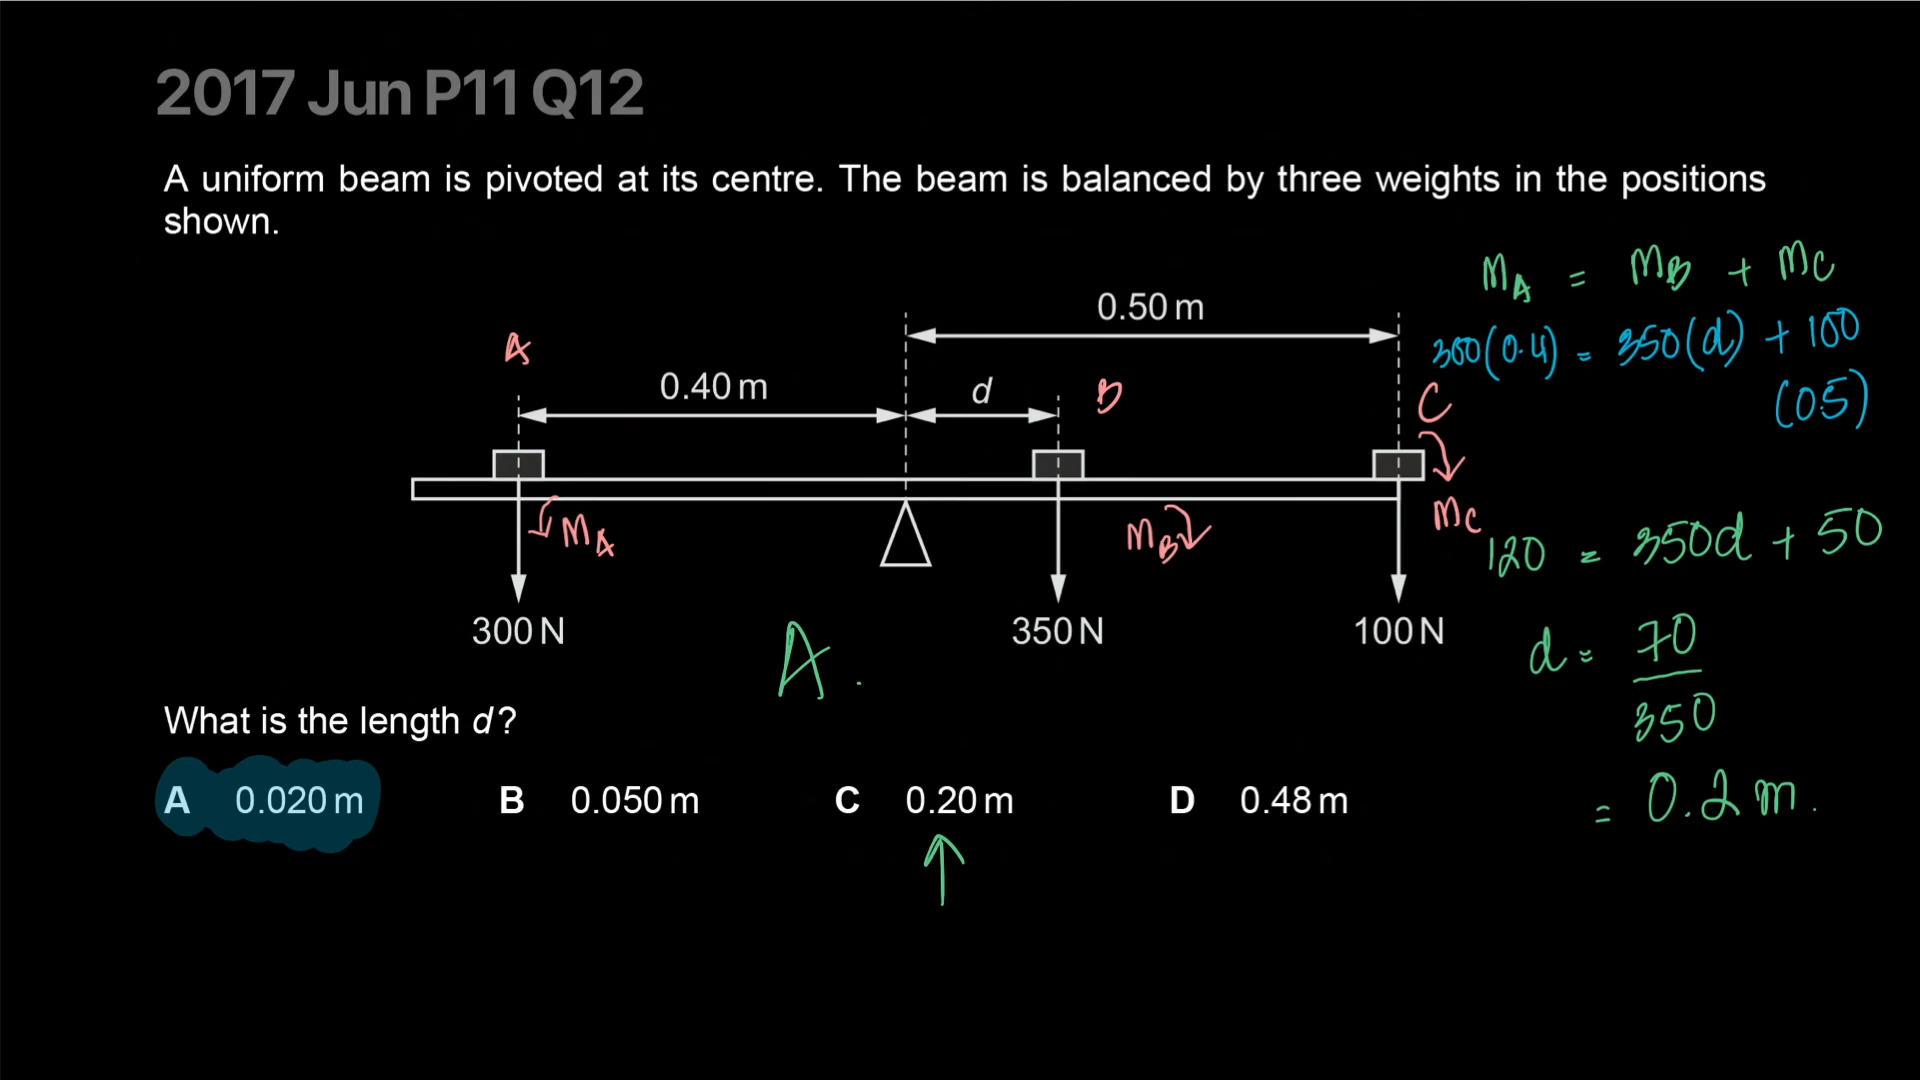 2017 Jun P11 Q12
A uniform beam is pivoted at its centre. The beam is balanced by three weights in the positions
shown.
MA = MB + MC
300(0.4) = 350(d) + 100
(0.5)
0.50 m
A
0.40 m
d
B
C
MA
MB
MC
120 = 350d + 50
300 N
350 N
100 N
d = 70
350
A.
What is the length d?
A 0.020 m B 0.050 m C 0.20 m D 0.48 m
= 0.2 m.